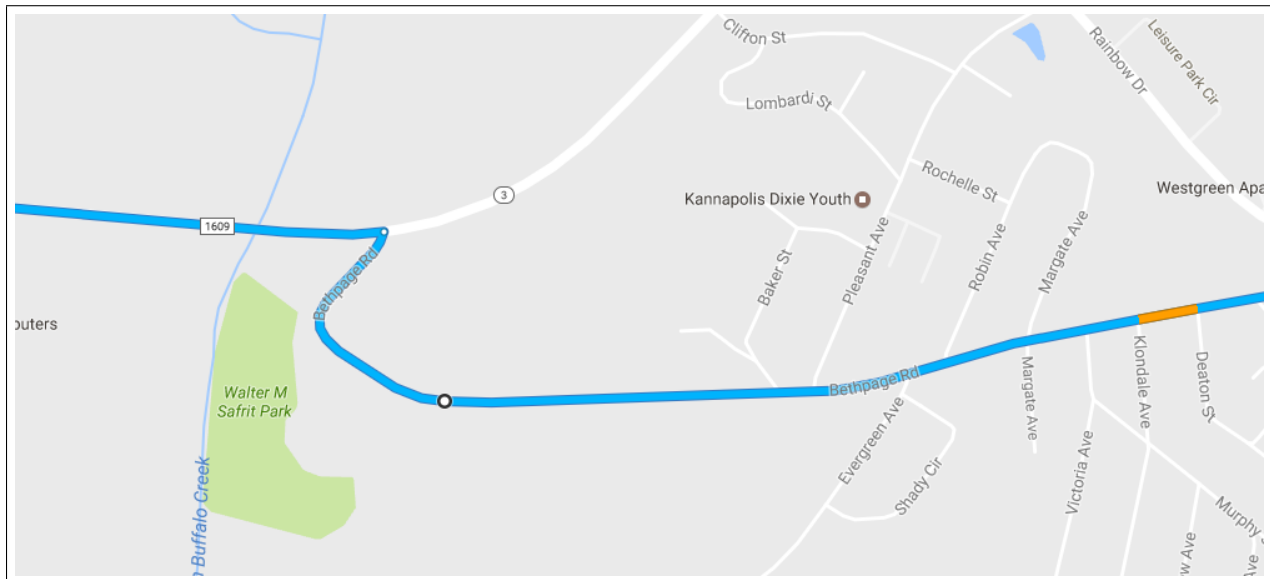 Clifton St
Rainbow Dr
Leisure Park Cir
Lombardi St
Rochelle St
Kannapolis Dixie Youth
Westgreen Apa
3
1609
Pleasant Ave
Robin Ave
Margate Ave
Baker St
Bethpage Rd
outers
Bethpage Rd
Klondale Ave
Deaton St
Margate Ave
Walter M
Safrit Park
Evergreen Ave
Shady Cir
Victoria Ave
Buffalo Creek
Murphy
w Ave